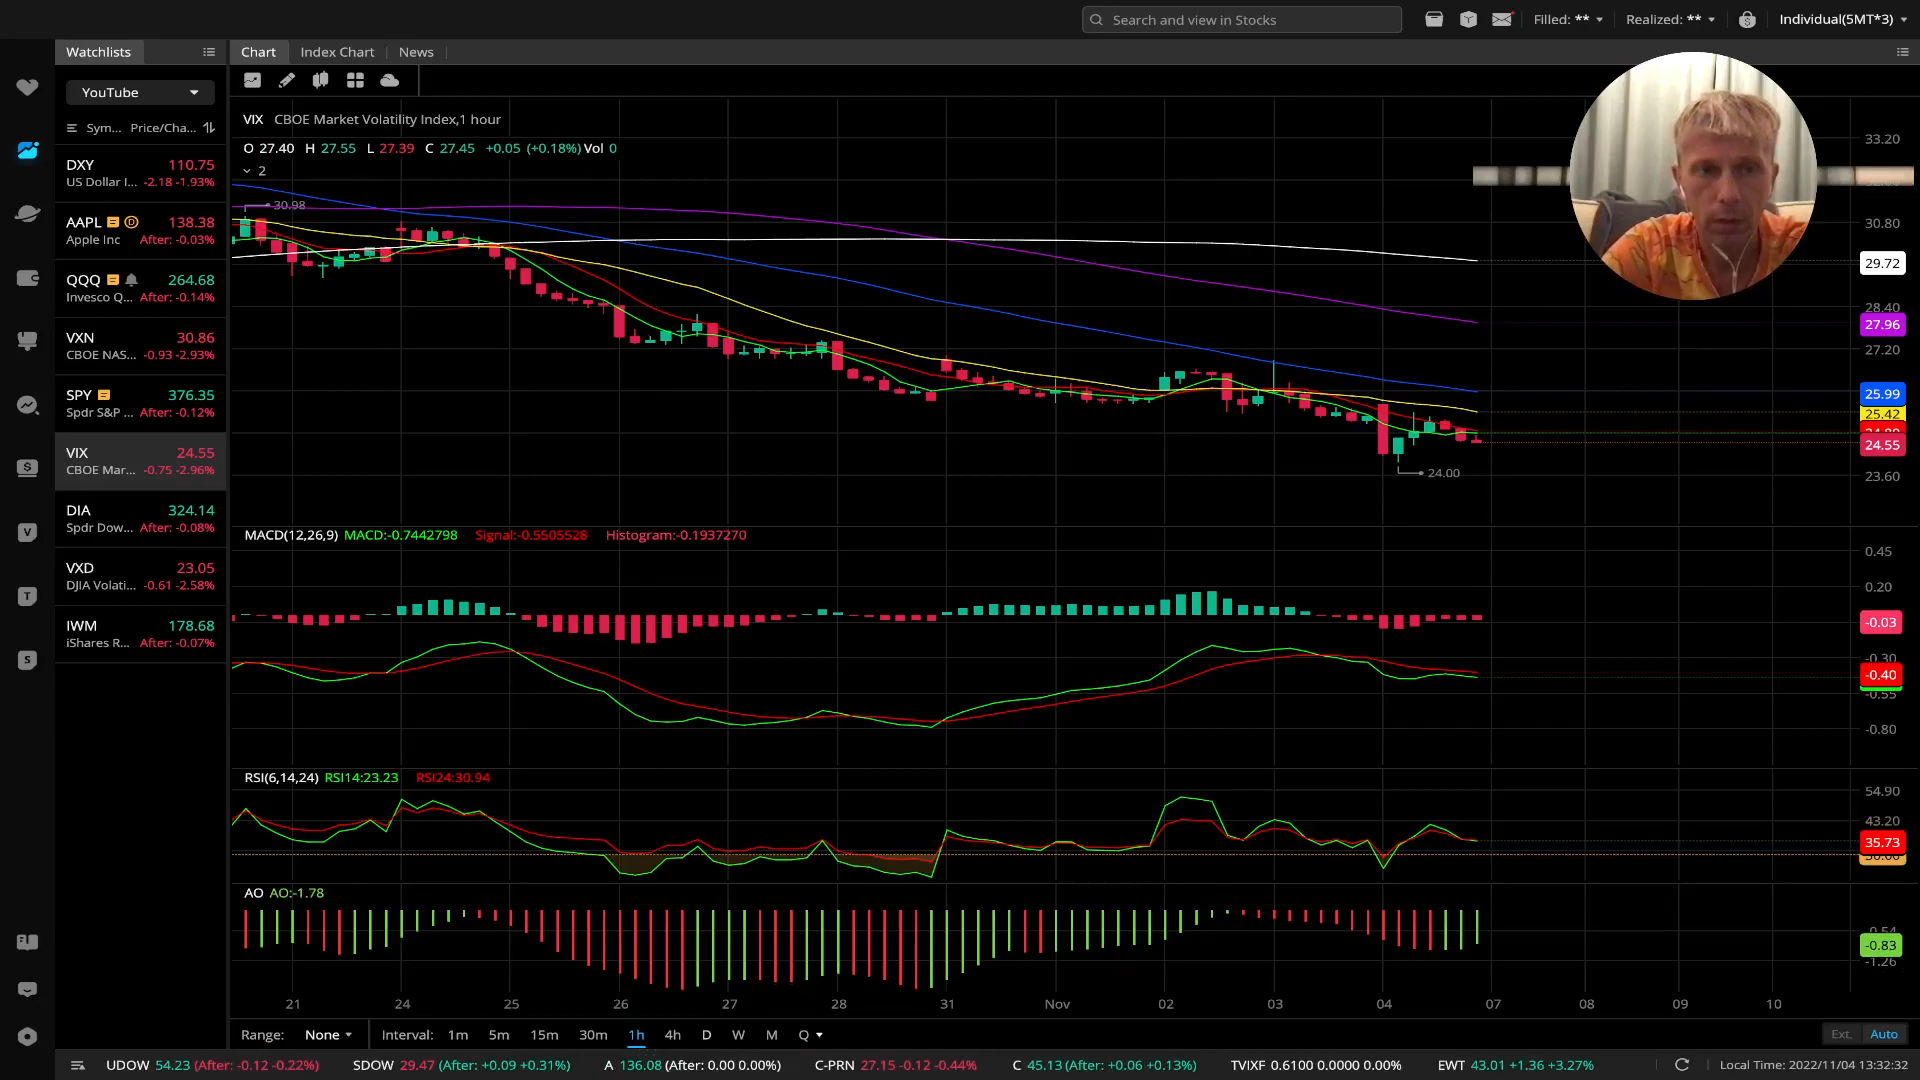 Search and view in Stocks
Filled: **
Realized: **
Individual(5MT*3)
Watchlists
Chart
Index Chart
News
YouTube
Sym... Price/Cha...
DXY 110.75
US Dollar I... -2.18 -1.93%
AAPL D 138.38
Apple Inc After: -0.03%
QQQ 264.68
Invesco Q... After: -0.14%
VXN 30.86
CBOE NAS... -0.93 -2.93%
SPY 376.35
Spdr S&P ... After: -0.12%
VIX 24.55
CBOE Mar... -0.75 -2.96%
DIA 324.14
Spdr Dow... After: -0.08%
VXD 23.05
DJIA Volati... -0.61 -2.58%
IWM 178.68
iShares R... After: -0.07%
VIX CBOE Market Volatility Index,1 hour
O 27.40 H 27.55 L 27.39 C 27.45 +0.05 (+0.18%) Vol 0
2
30.98
24.00
33.20
30.80
29.72
28.40
27.96
27.20
25.99
25.42
24.55
23.60
MACD(12,26,9) MACD:-0.7442798 Signal:-0.5505528 Histogram:-0.1937270
0.45
0.20
-0.03
-0.30
-0.40
-0.55
-0.80
RSI(6,14,24) RSI14:23.23 RSI24:30.94
54.90
43.20
35.73
AO AO:-1.78
-0.54
-0.83
-1.26
21 24 25 26 27 28 31 Nov 02 03 04 07 08 09 10
Range: None Interval: 1m 5m 15m 30m 1h 4h D W M Q
Ext. Auto
UDOW 54.23 (After: -0.12 -0.22%) SDOW 29.47 (After: +0.09 +0.31%) A 136.08 (After: 0.00 0.00%) C-PRN 27.15 -0.12 -0.44% C 45.13 (After: +0.06 +0.13%) TVIXF 0.6100 0.0000 0.00% EWT 43.01 +1.36 +3.27%
Local Time: 2022/11/04 13:32:32